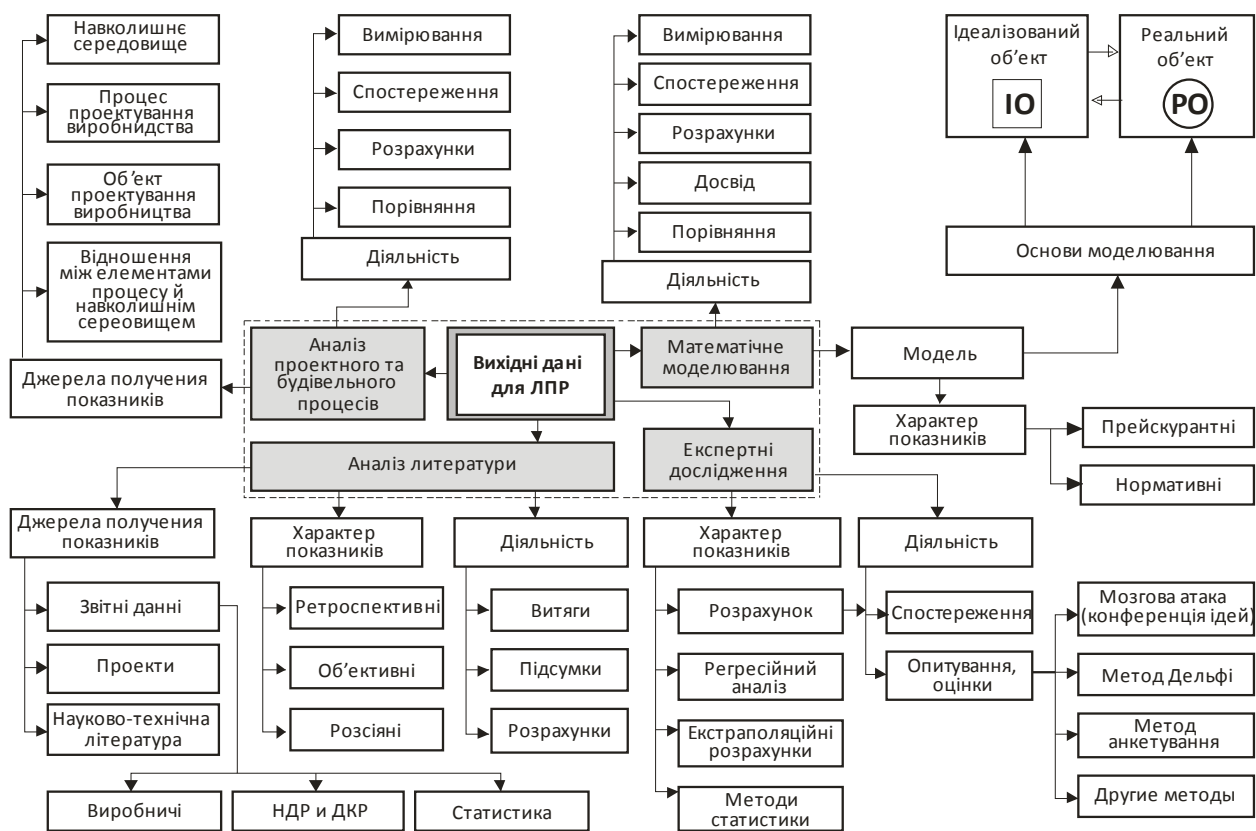 Навколишнє
середовище
Процес
проектування
виробнидства
Об’єкт
проектування
виробництва
Відношення
між елементами
процесу й
навколишнім
сереовищем
Джерела получения
показників
Вимірювання
Спостереження
Розрахунки
Порівняння
Діяльність
Вимірювання
Спостереження
Розрахунки
Досвід
Порівняння
Діяльність
Ідеалізований
об’ект
ІО
Реальний
об’ект
РО
Основи моделювання
Аналіз
проектного та
будівельного
процесів
Вихідні дані
для ЛПР
Математичне
моделювання
Модель
Характер
показників
Прейскурантні
Нормативні
Аналіз литератури
Експертні
дослідження
Джерела получения
показників
Характер
показників
Діяльність
Характер
показників
Діяльність
Звітні данні
Проекти
Науково-технічна
література
Ретроспективні
Об’єктивні
Розсіяні
Витяги
Підсумки
Розрахунки
Розрахунок
Регресійний
аналіз
Екстраполяційні
розрахунки
Методи
статистики
Спостереження
Опитування,
оцінки
Мозгова атака
(конференція ідей)
Метод Дельфі
Метод
анкетування
Другие методы
Виробничі
НДР и ДКР
Статистика